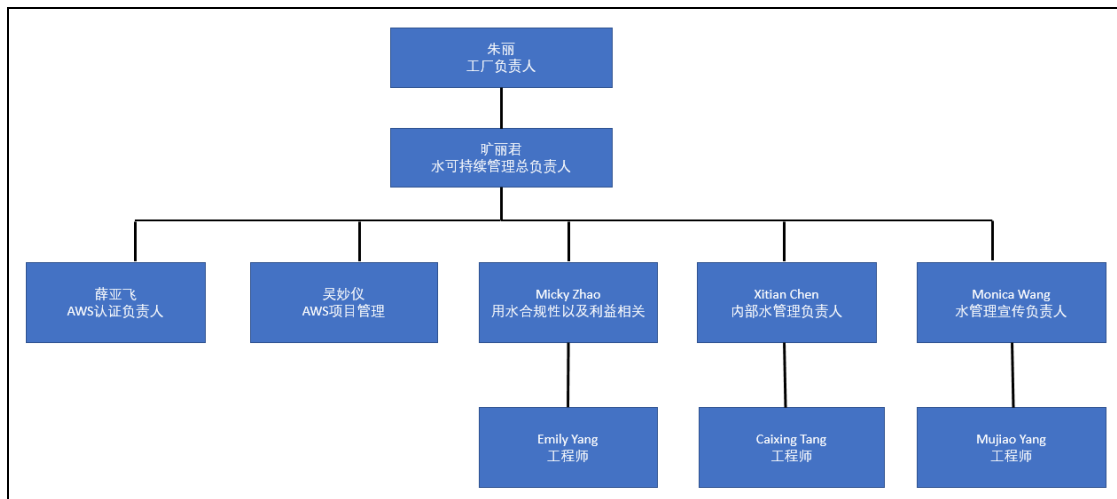 朱丽
工厂负责人
旷丽君
水可持续管理总负责人
薛亚飞
AWS认证负责人
吴妙仪
AWS项目管理
Micky Zhao
用水合规性以及利益相关
Xitian Chen
内部水管理负责人
Monica Wang
水管理宣传负责人
Emily Yang
工程师
Caixing Tang
工程师
Mujiao Yang
工程师